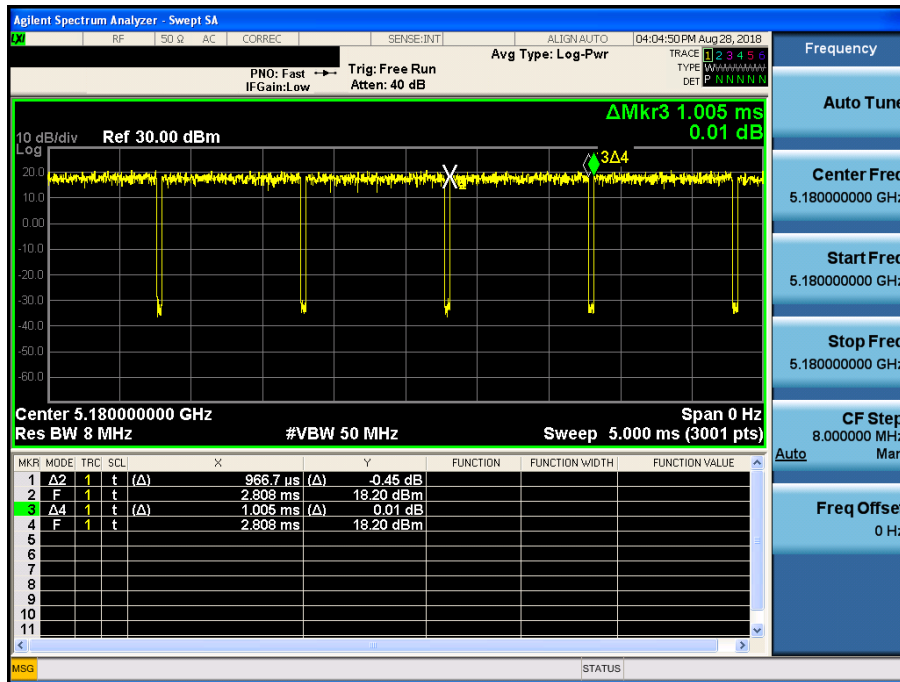 Agilent Spectrum Analyzer - Swept SA
LXI RF 50 Ω AC CORREC SENSE:INT ALIGN AUTO 04:04:50 PM Aug 28, 2018
Avg Type: Log-Pwr TRACE 1 2 3 4 5 6
PNO: Fast Trig: Free Run TYPE WWWWWW
IFGain:Low Atten: 40 dB DET P N N N N N
ΔMkr3 1.005 ms
0.01 dB
10 dB/div Ref 30.00 dBm
Log
3Δ4
20.0
10.0
0.00
-10.0
-20.0
-30.0
-40.0
-50.0
-60.0
Center 5.180000000 GHz Span 0 Hz
Res BW 8 MHz #VBW 50 MHz Sweep 5.000 ms (3001 pts)
MKR MODE TRC SCL X Y FUNCTION FUNCTION WIDTH FUNCTION VALUE
1 Δ2 1 t (Δ) 966.7 µs (Δ) -0.45 dB
2 F 1 t 2.808 ms 18.20 dBm
3 Δ4 1 t (Δ) 1.005 ms (Δ) 0.01 dB
4 F 1 t 2.808 ms 18.20 dBm
5
6
7
8
9
10
11
MSG STATUS
Frequency
Auto Tune
Center Freq
5.180000000 GHz
Start Freq
5.180000000 GHz
Stop Freq
5.180000000 GHz
CF Step
8.000000 MHz
Auto Man
Freq Offset
0 Hz